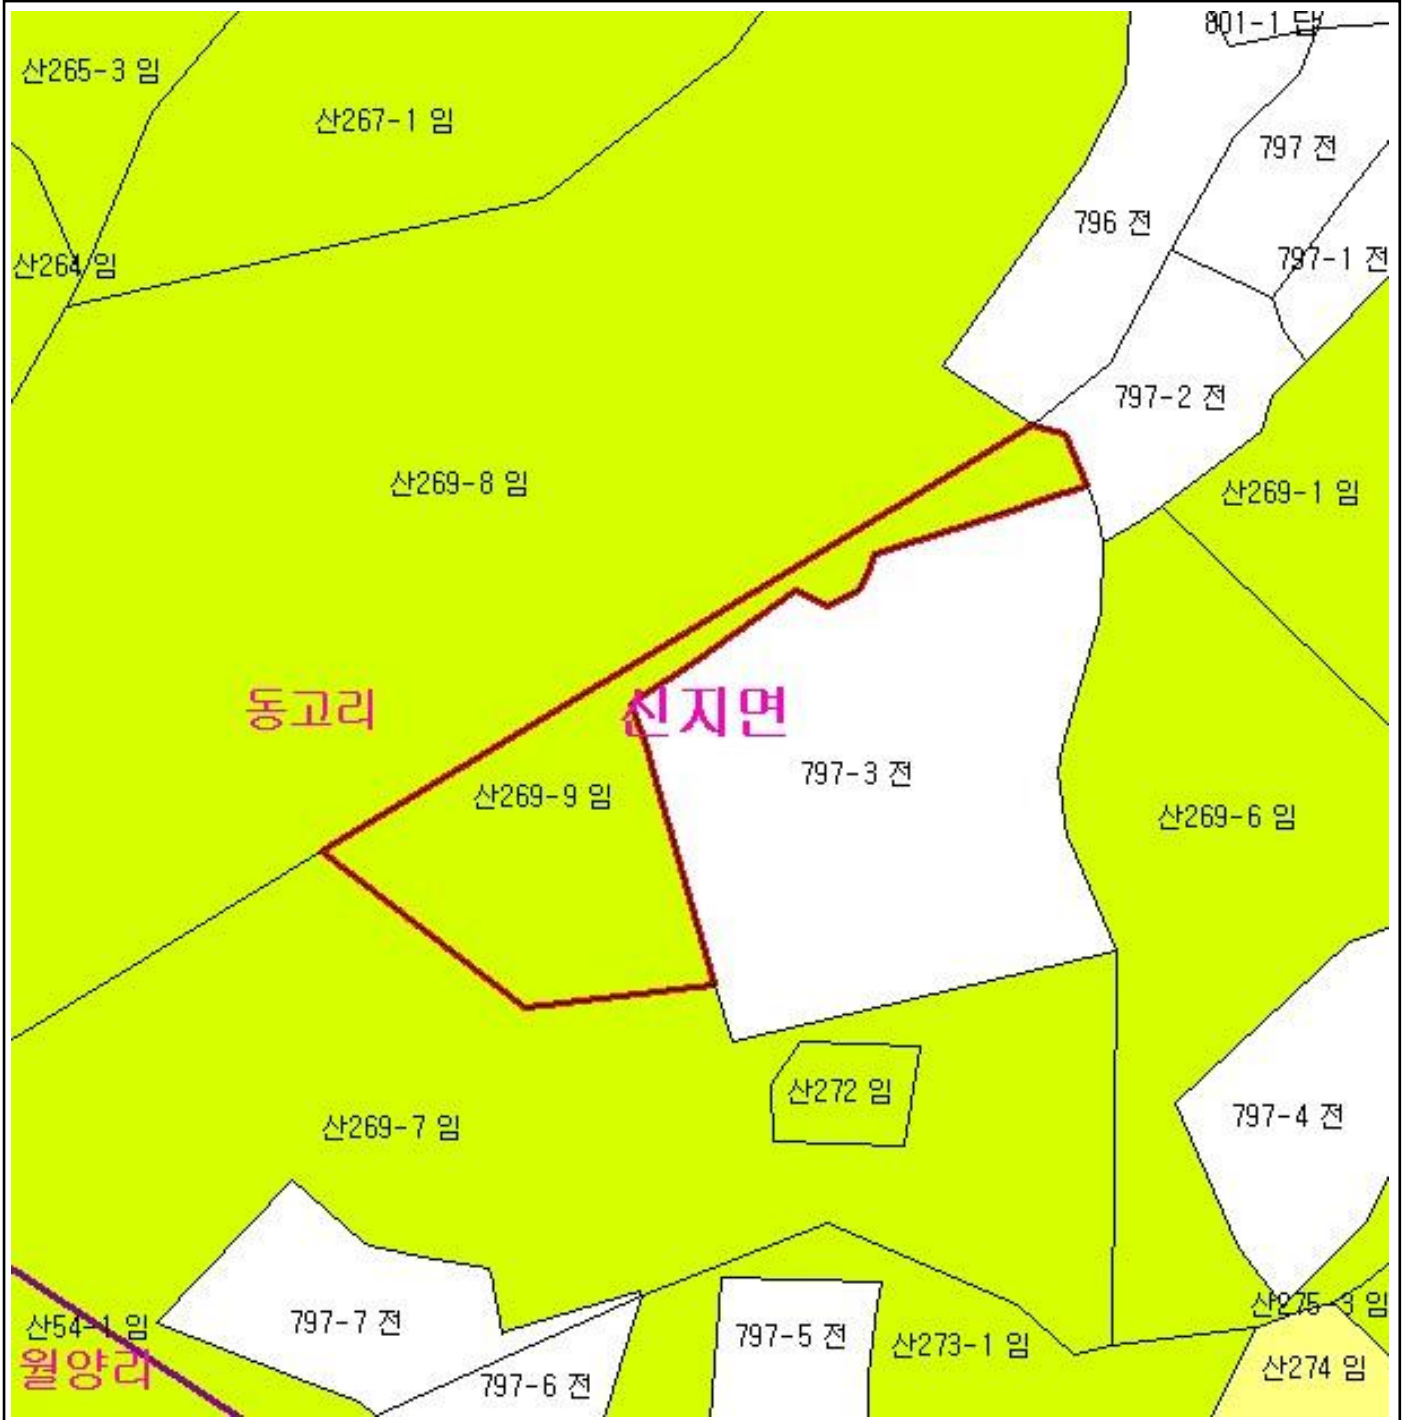 801-1 답
산265-3 임
산267-1 임
797 전
796 전
산264 임
797-1 전
797-2 전
산269-8 임
산269-1 임
동고리
신지면
797-3 전
산269-9 임
산269-6 임
산272 임
797-4 전
산269-7 임
산275-3 임
산54-1 임
797-7 전
797-5 전
산273-1 임
월양리
797-6 전
산274 임